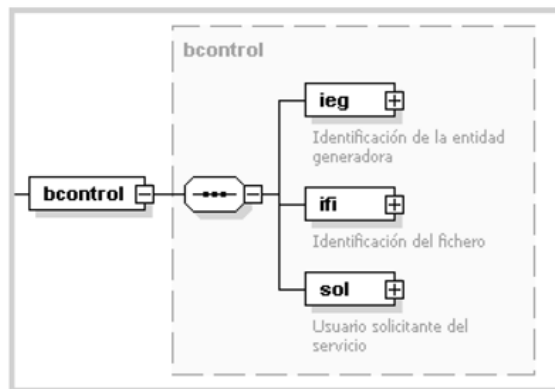 bcontrol
ieg
Identificación de la entidad
generadora
bcontrol
ifi
Identificación del fichero
sol
Usuario solicitante del
servicio